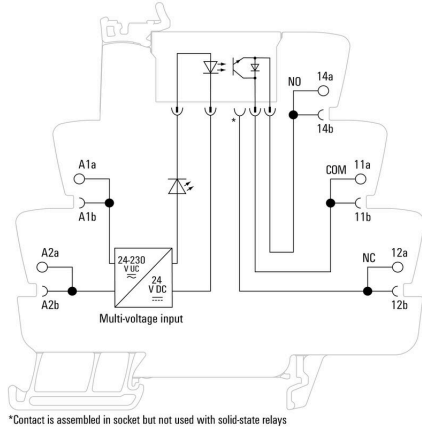 NO
14a
*
14b
A1a
COM
11a
A1b
11b
24-230
V UC
NC
12a
A2a
24
V DC
A2b
12b
Multi-voltage input
*Contact is assembled in socket but not used with solid-state relays